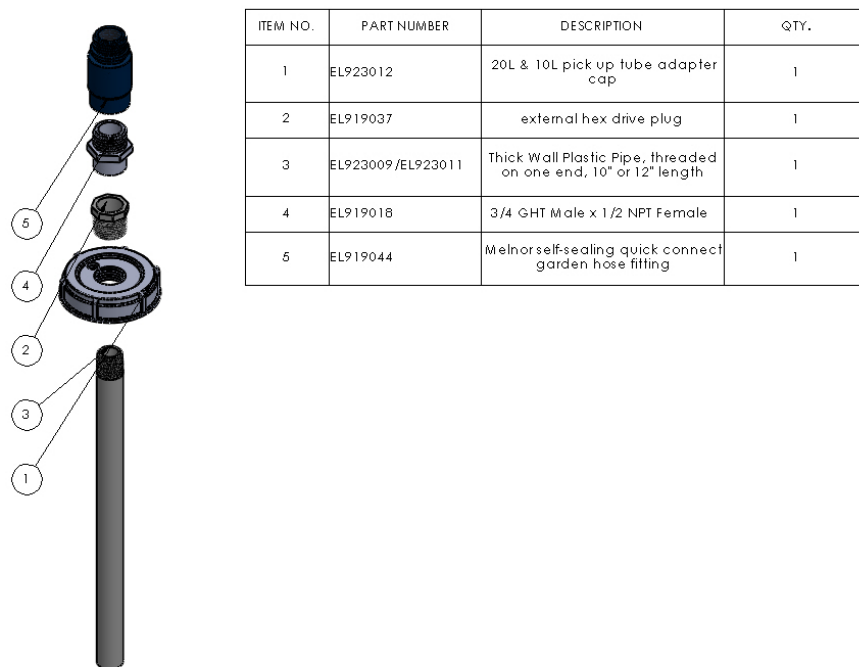 ITEM NO. PART NUMBER DESCRIPTION QTY.
1 EL923012 20L & 10L pick up tube adapter
cap 1
2 EL919037 external hex drive plug 1
3 EL923009/EL923011 Thick Wall Plastic Pipe, threaded
on one end, 10" or 12" length 1
4 EL919018 3/4 GHT Male x 1/2 NPT Female 1
5 EL919044 Melnor self-sealing quick connect
garden hose fitting 1
5
4
2
3
1